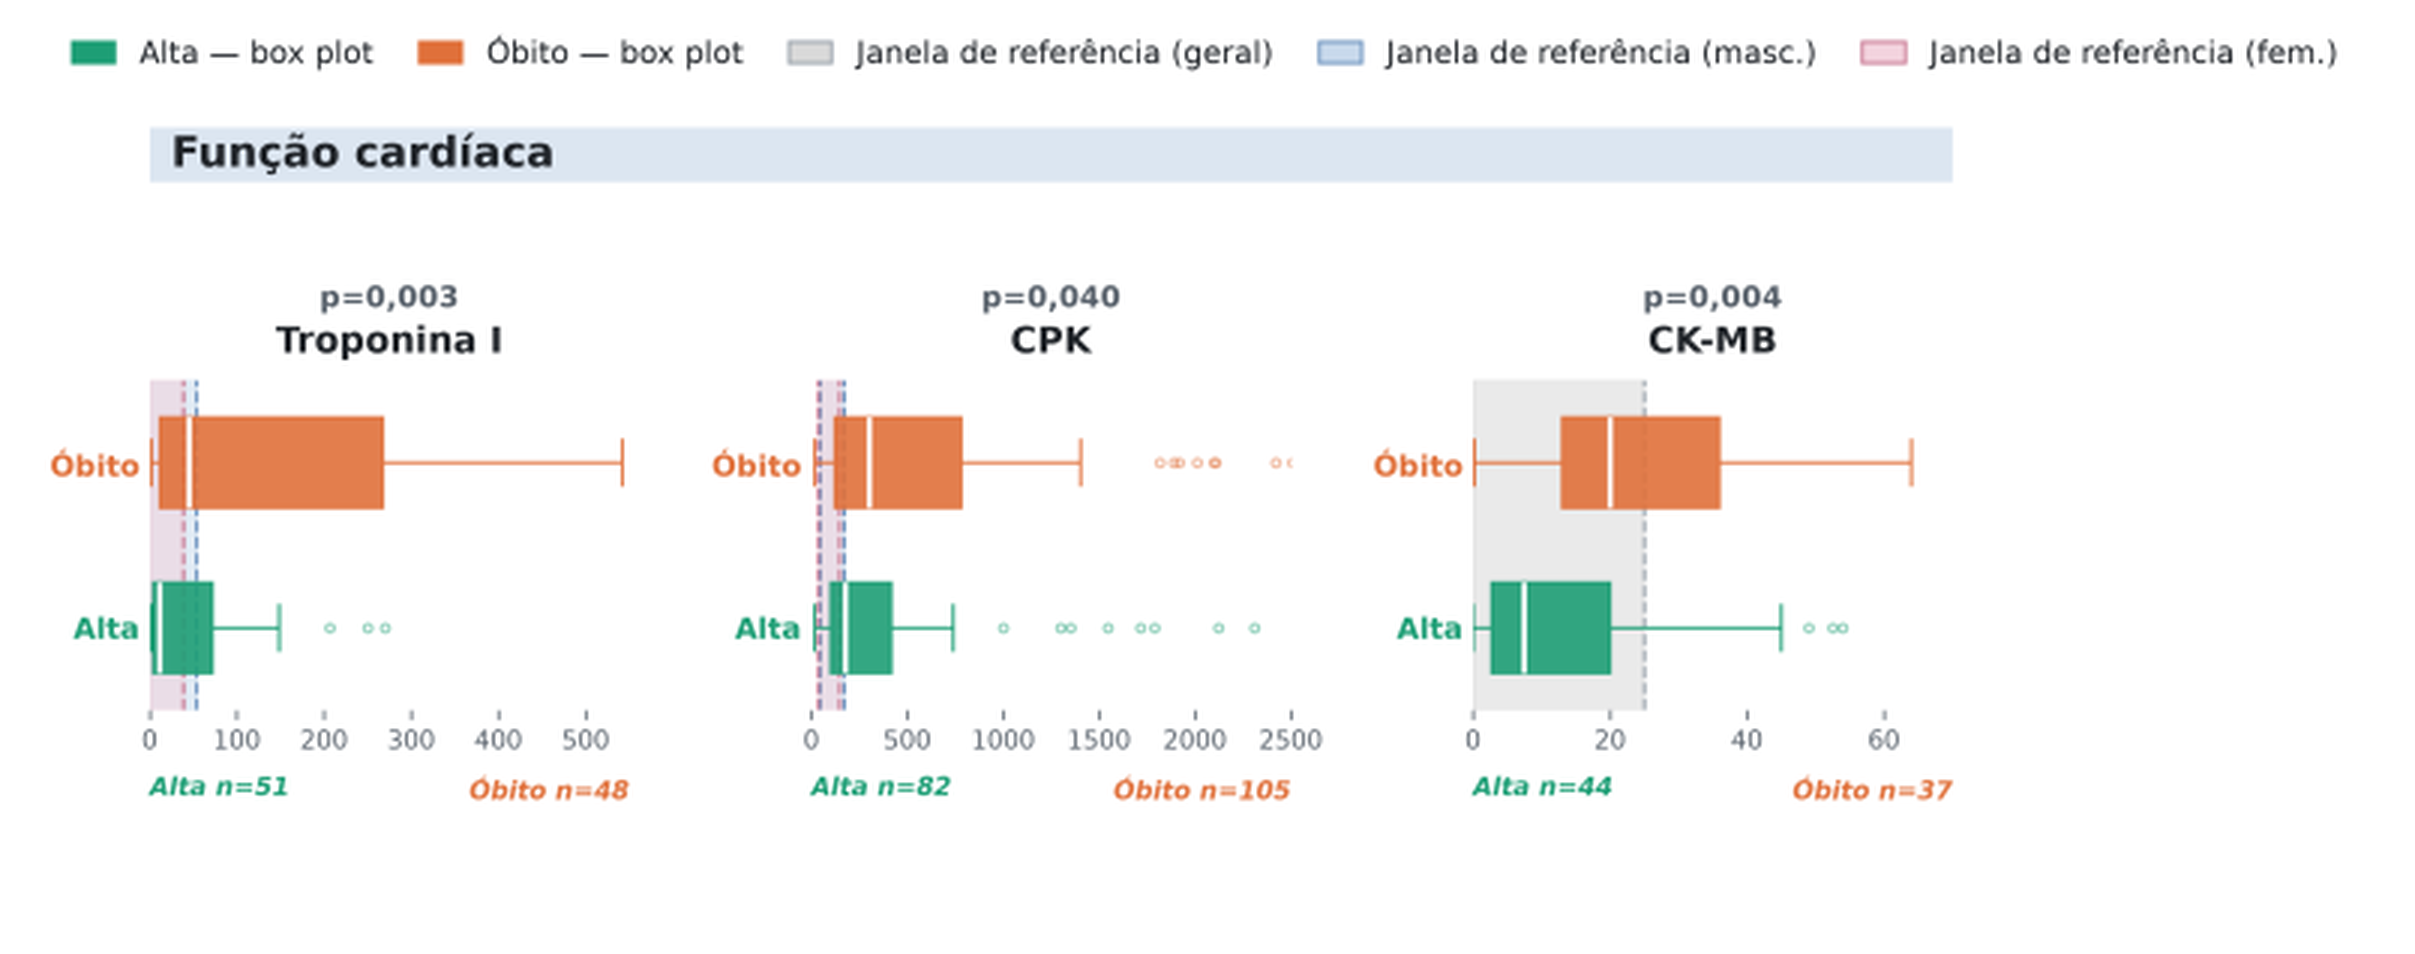 Alta — box plot Óbito — box plot Janela de referência (geral) Janela de referência (masc.) Janela de referência (fem.)
Função cardíaca
p=0,003
Troponina I
Óbito
Alta
0 100 200 300 400 500
Alta n=51 Óbito n=48
p=0,040
CPK
Óbito
Alta
0 500 1000 1500 2000 2500
Alta n=82 Óbito n=105
p=0,004
CK-MB
Óbito
Alta
0 20 40 60
Alta n=44 Óbito n=37